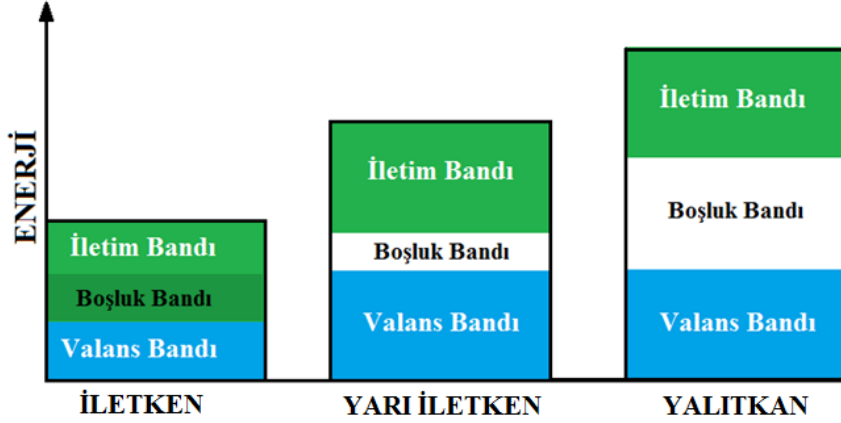 ENERJİ
İletim Bandı
Boşluk Bandı
Valans Bandı
İLETKEN
İletim Bandı
Boşluk Bandı
Valans Bandı
YARI İLETKEN
İletim Bandı
Boşluk Bandı
Valans Bandı
YALITKAN